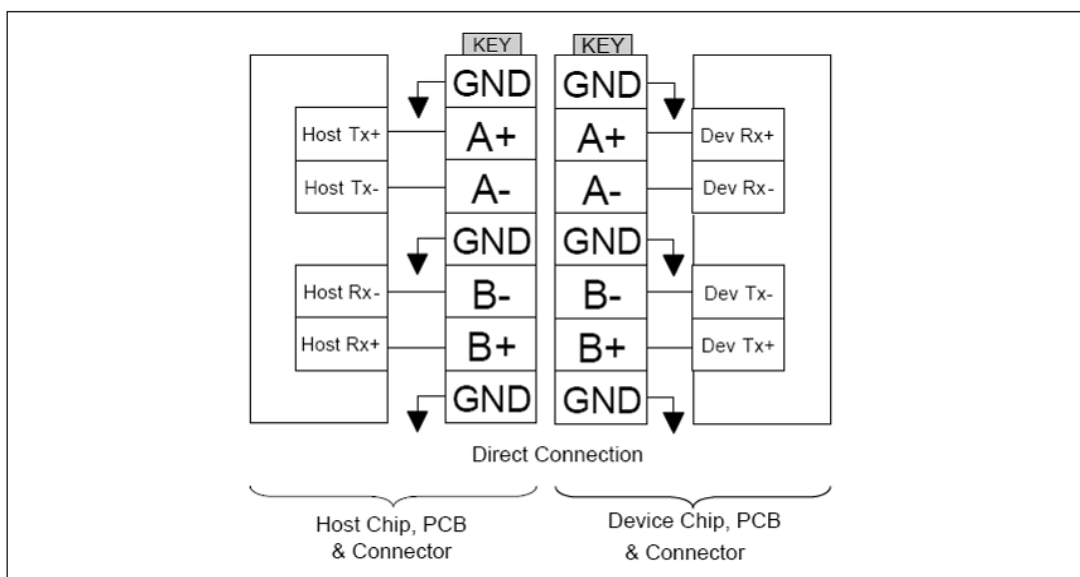 KEY KEY
GND GND
Host Tx+ A+ A+ Dev Rx+
Host Tx- A- A- Dev Rx-
GND GND
Host Rx- B- B- Dev Tx-
Host Rx+ B+ B+ Dev Tx+
GND GND
Direct Connection
Host Chip, PCB
& Connector
Device Chip, PCB
& Connector